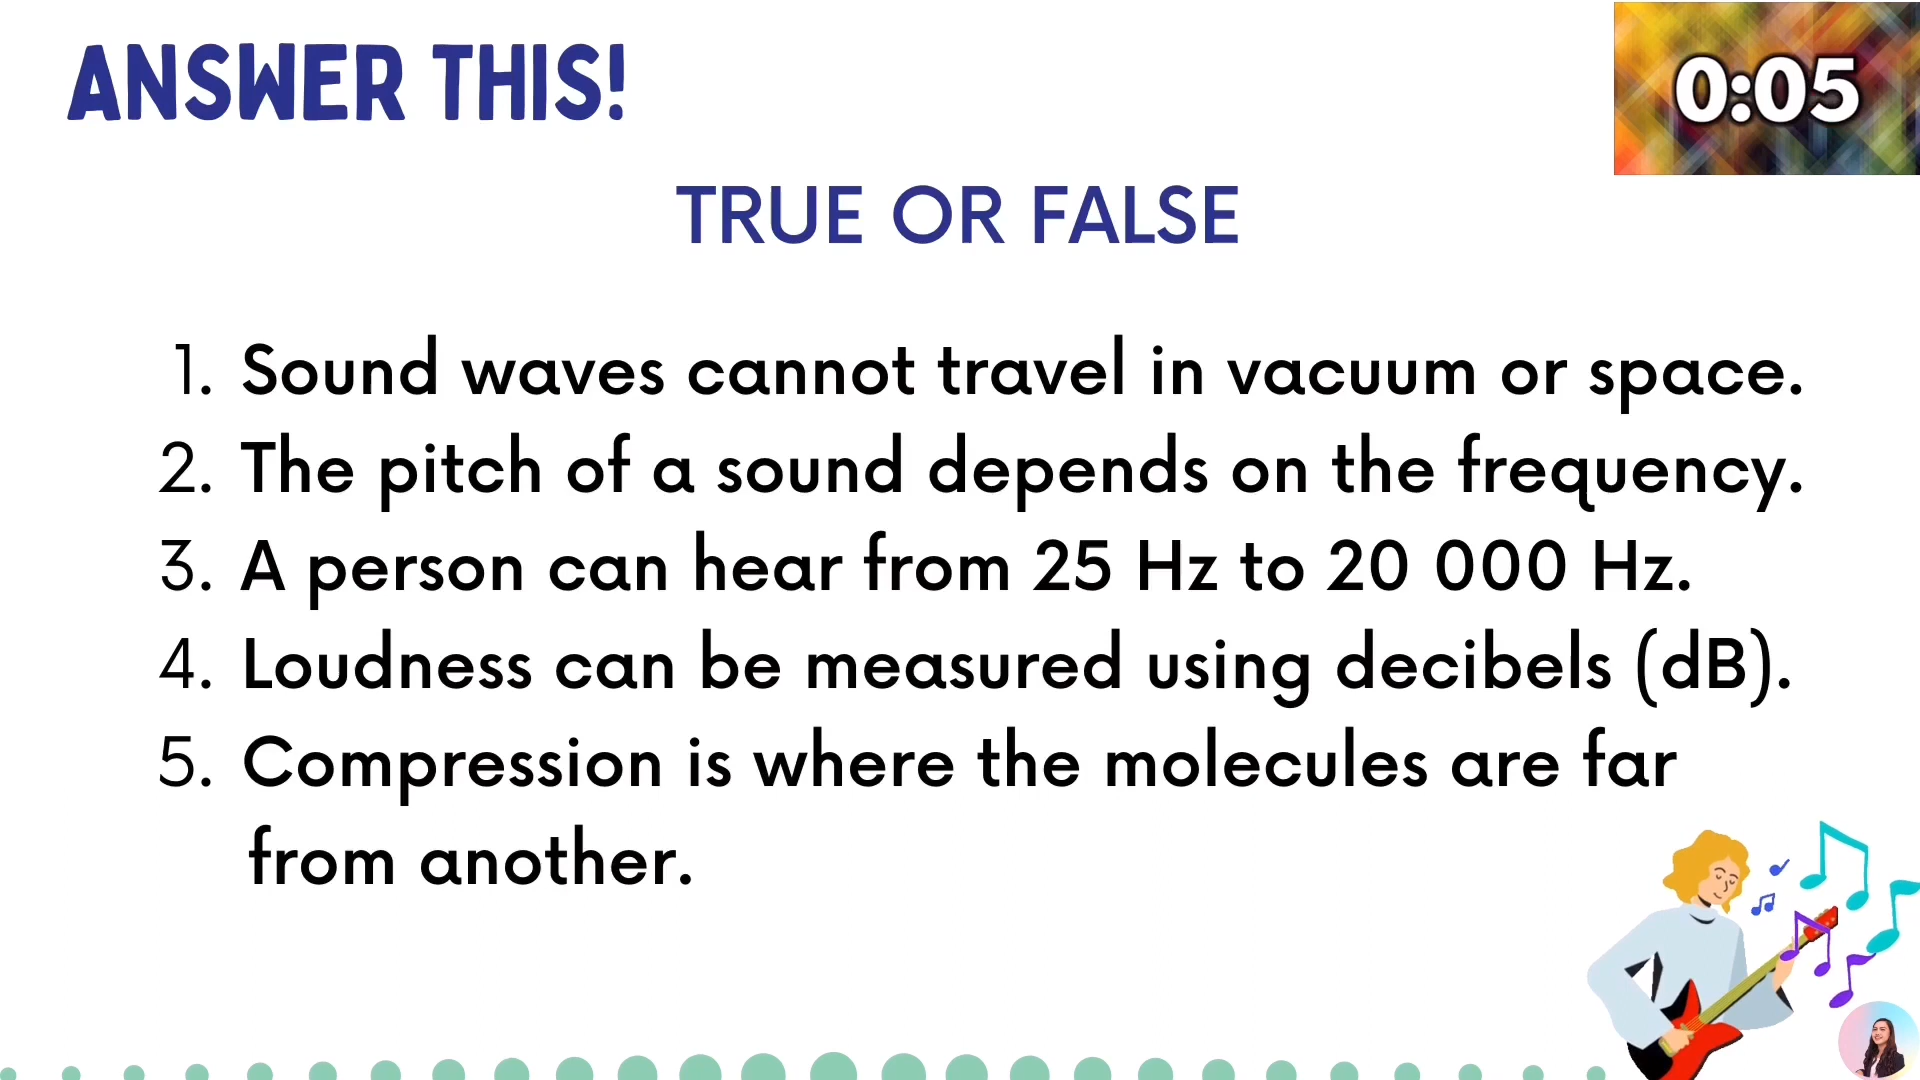 ANSWER THIS!
0:05
TRUE OR FALSE
1. Sound waves cannot travel in vacuum or space.
2. The pitch of a sound depends on the frequency.
3. A person can hear from 25 Hz to 20 000 Hz.
4. Loudness can be measured using decibels (dB).
5. Compression is where the molecules are far
from another.